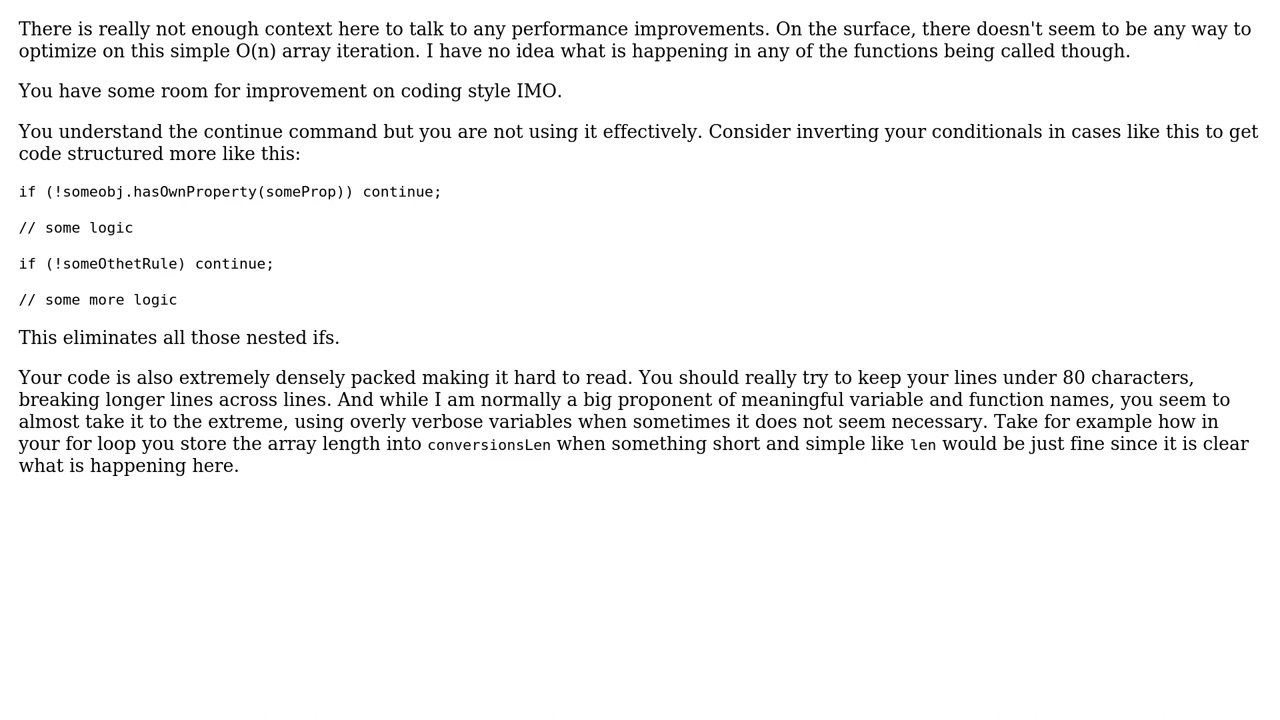 There is really not enough context here to talk to any performance improvements. On the surface, there doesn't seem to be any way to
optimize on this simple O(n) array iteration. I have no idea what is happening in any of the functions being called though.
You have some room for improvement on coding style IMO.
You understand the continue command but you are not using it effectively. Consider inverting your conditionals in cases like this to get
code structured more like this:
if (!someobj.hasOwnProperty(someProp)) continue;
// some logic
if (!someOthetRule) continue;
// some more logic
This eliminates all those nested ifs.
Your code is also extremely densely packed making it hard to read. You should really try to keep your lines under 80 characters,
breaking longer lines across lines. And while I am normally a big proponent of meaningful variable and function names, you seem to
almost take it to the extreme, using overly verbose variables when sometimes it does not seem necessary. Take for example how in
your for loop you store the array length into conversionsLen when something short and simple like len would be just fine since it is clear
what is happening here.